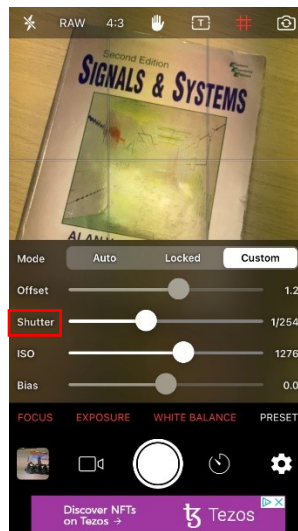 RAW 4:3 T
Second Edition
SIGNALS & SYSTEMS
ALAN
Mode Auto Locked Custom
Offset 1.2
Shutter 1/254
ISO 1276
Bias 0.0
FOCUS EXPOSURE WHITE BALANCE PRESET
Discover NFTs
on Tezos → Tezos